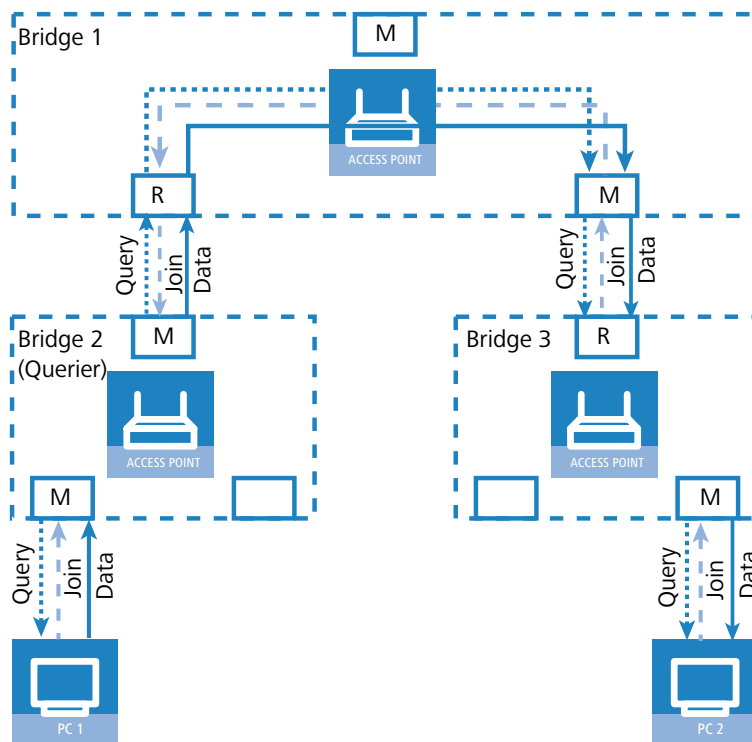 Bridge 1
M
ACCESS POINT
R
M
Query
Join
Data
Query
Join
Data
Bridge 2
(Querier)
M
Bridge 3
R
ACCESS POINT
ACCESS POINT
M
M
Query
Join
Data
Query
Join
Data
PC 1
PC 2